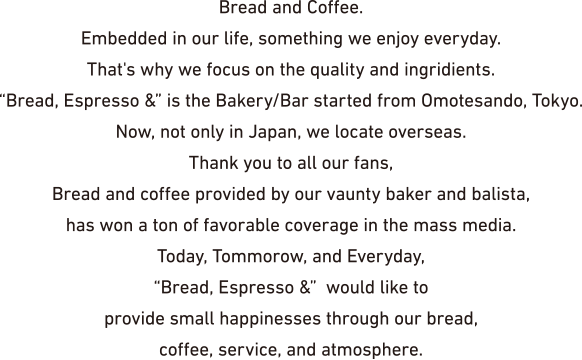 Bread and Coffee.
Embedded in our life, something we enjoy everyday.
That's why we focus on the quality and ingridients.
“Bread, Espresso &” is the Bakery/Bar started from Omotesando, Tokyo.
Now, not only in Japan, we locate overseas.
Thank you to all our fans,
Bread and coffee provided by our vaunty baker and balista,
has won a ton of favorable coverage in the mass media.
Today, Tommorow, and Everyday,
“Bread, Espresso &”  would like to
provide small happinesses through our bread,
coffee, service, and atmosphere.